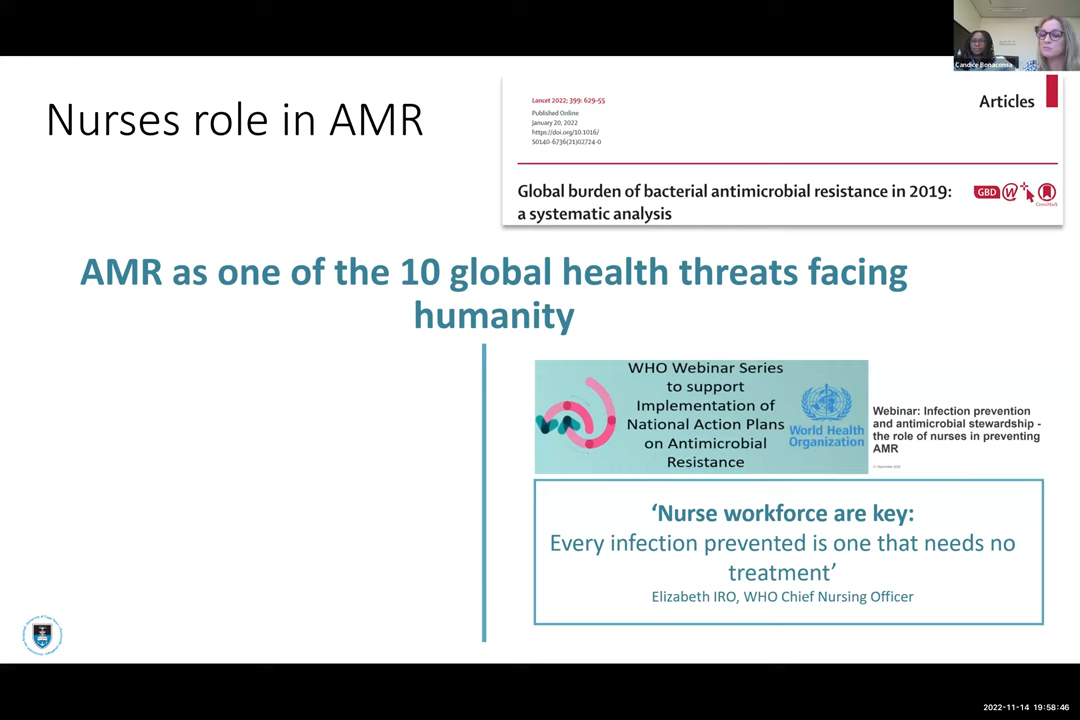 Candice Bonaconsa
Nurses role in AMR
Lancet 2022; 399: 629-55
Published Online
January 20, 2022
https://doi.org/10.1016/
S0140-6736(21)02724-0
Articles
Global burden of bacterial antimicrobial resistance in 2019:
a systematic analysis
GBD
CrossMark
AMR as one of the 10 global health threats facing
humanity
WHO Webinar Series
to support
Implementation of
National Action Plans
on Antimicrobial
Resistance
World Health
Organization
Webinar: Infection prevention
and antimicrobial stewardship -
the role of nurses in preventing
AMR
‘Nurse workforce are key:
Every infection prevented is one that needs no
treatment’
Elizabeth IRO, WHO Chief Nursing Officer
2022-11-14 19:58:46